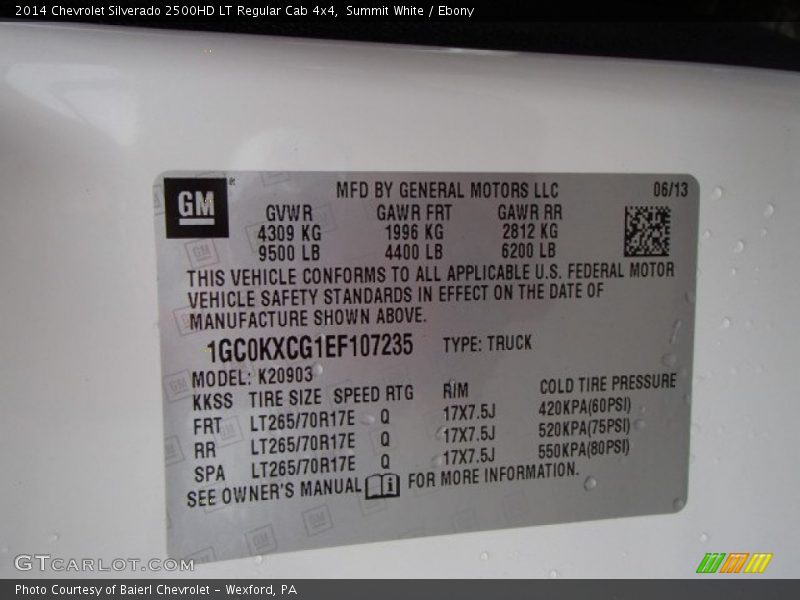 2014 Chevrolet Silverado 2500HD LT Regular Cab 4x4, Summit White / Ebony
GM ® MFD BY GENERAL MOTORS LLC 06/13
GVWR GAWR FRT GAWR RR
4309 KG 1996 KG 2812 KG
9500 LB 4400 LB 6200 LB
THIS VEHICLE CONFORMS TO ALL APPLICABLE U.S. FEDERAL MOTOR
VEHICLE SAFETY STANDARDS IN EFFECT ON THE DATE OF
MANUFACTURE SHOWN ABOVE.
1GC0KXCG1EF107235 TYPE: TRUCK
MODEL: K20903
KKSS TIRE SIZE SPEED RTG RIM COLD TIRE PRESSURE
FRT LT265/70R17E Q 17X7.5J 420KPA(60PSI)
RR LT265/70R17E Q 17X7.5J 520KPA(75PSI)
SPA LT265/70R17E Q 17X7.5J 550KPA(80PSI)
SEE OWNER'S MANUAL i FOR MORE INFORMATION.
GTCARLOT.COM
Photo Courtesy of Baierl Chevrolet - Wexford, PA